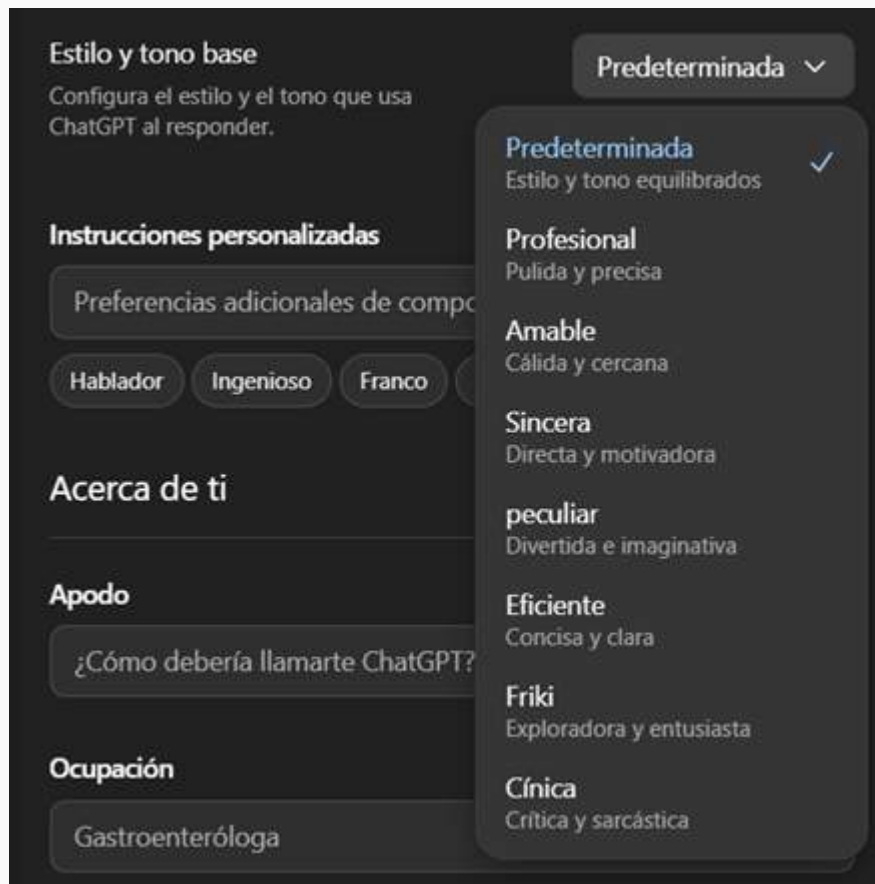 Estilo y tono base
Predeterminada
Configura el estilo y el tono que usa
ChatGPT al responder.
Predeterminada
Estilo y tono equilibrados
Profesional
Pulida y precisa
Amable
Cálida y cercana
Sincera
Directa y motivadora
peculiar
Divertida e imaginativa
Eficiente
Concisa y clara
Friki
Exploradora y entusiasta
Cínica
Crítica y sarcástica
Instrucciones personalizadas
Preferencias adicionales de
Hablador
Ingenioso
Franco
Acerca de ti
Apodo
¿Cómo debería llamarte ChatGPT?
Ocupación
Gastroenteróloga